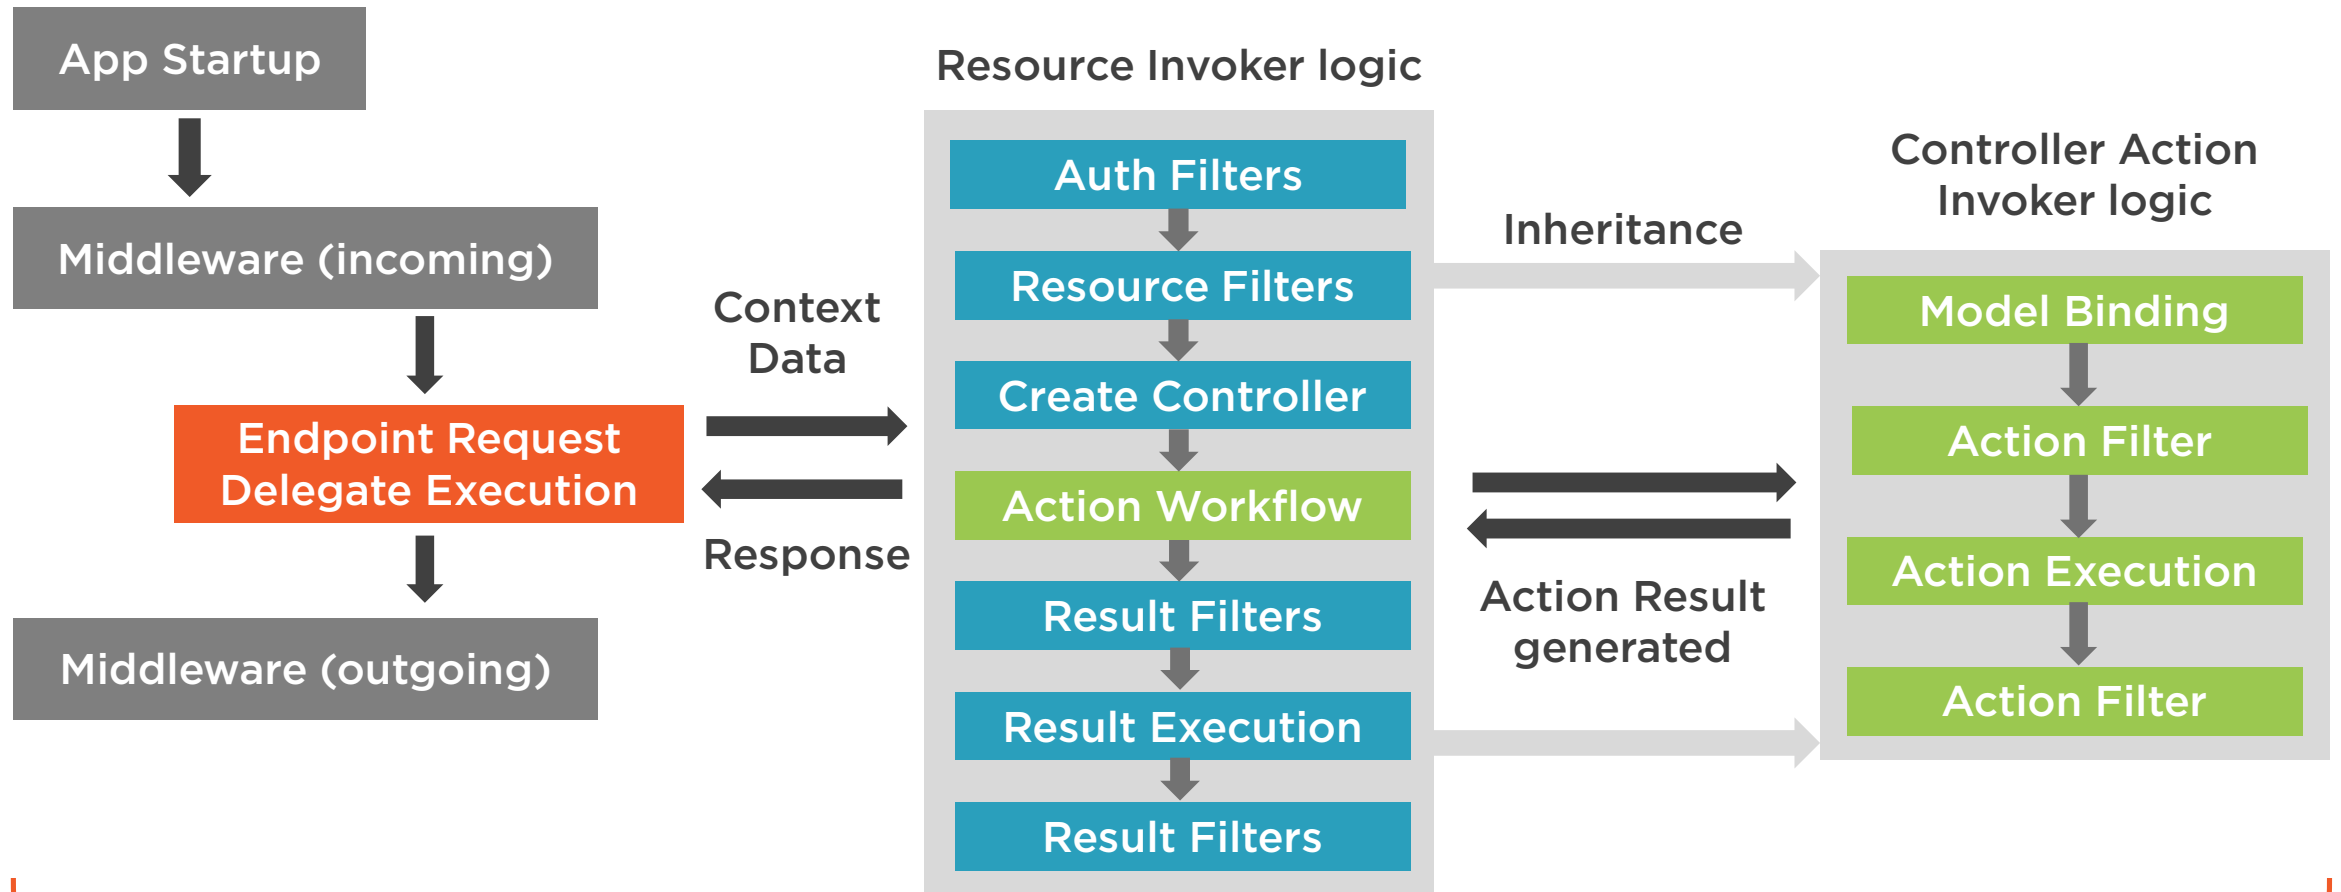 App Startup
Middleware (incoming)
Endpoint Request
Delegate Execution
Middleware (outgoing)
Context
Data
Response
Resource Invoker logic
Auth Filters
Resource Filters
Create Controller
Action Workflow
Result Filters
Result Execution
Result Filters
Inheritance
Action Result
generated
Controller Action
Invoker logic
Model Binding
Action Filter
Action Execution
Action Filter